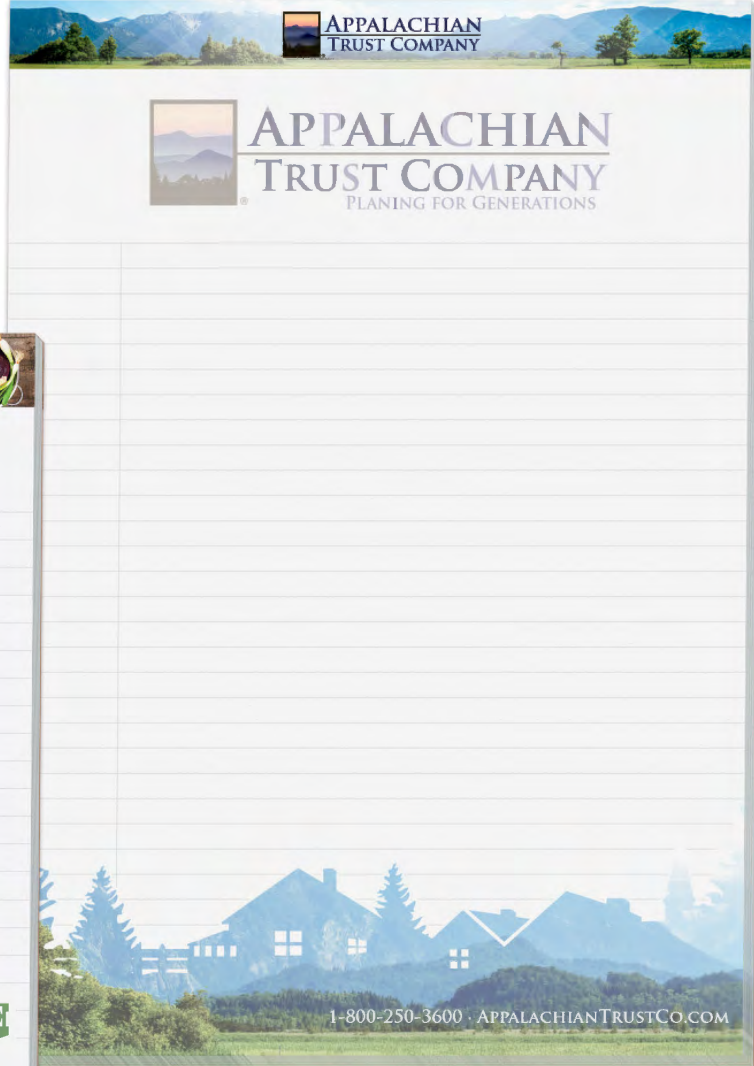 APPALACHIAN
TRUST COMPANY
APPALACHIAN
TRUST COMPANY
PLANING FOR GENERATIONS
®
1-800-250-3600 · APPALACHIANTRUSTCO.COM